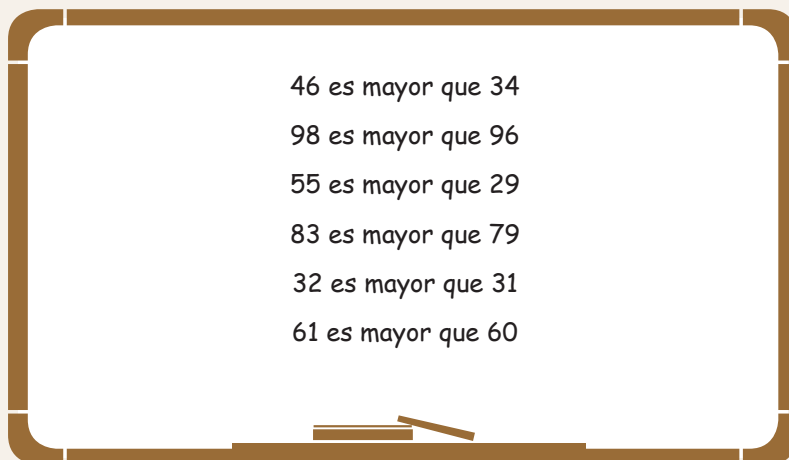 46 es mayor que 34
98 es mayor que 96
55 es mayor que 29
83 es mayor que 79
32 es mayor que 31
61 es mayor que 60